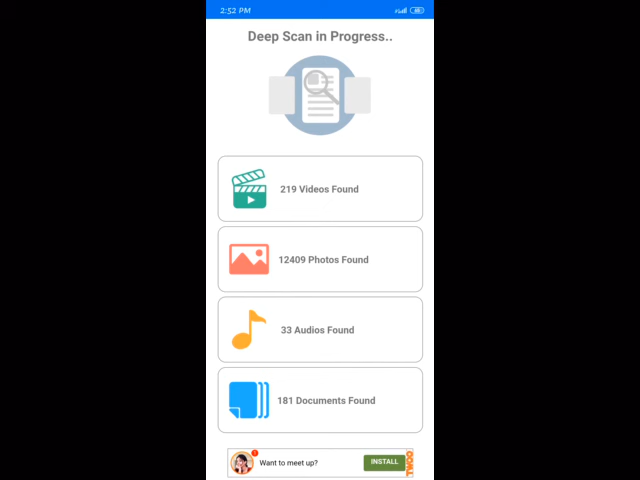 2:52 PM
Deep Scan in Progress..
219 Videos Found
12409 Photos Found
33 Audios Found
181 Documents Found
Want to meet up?
INSTALL
TWOO